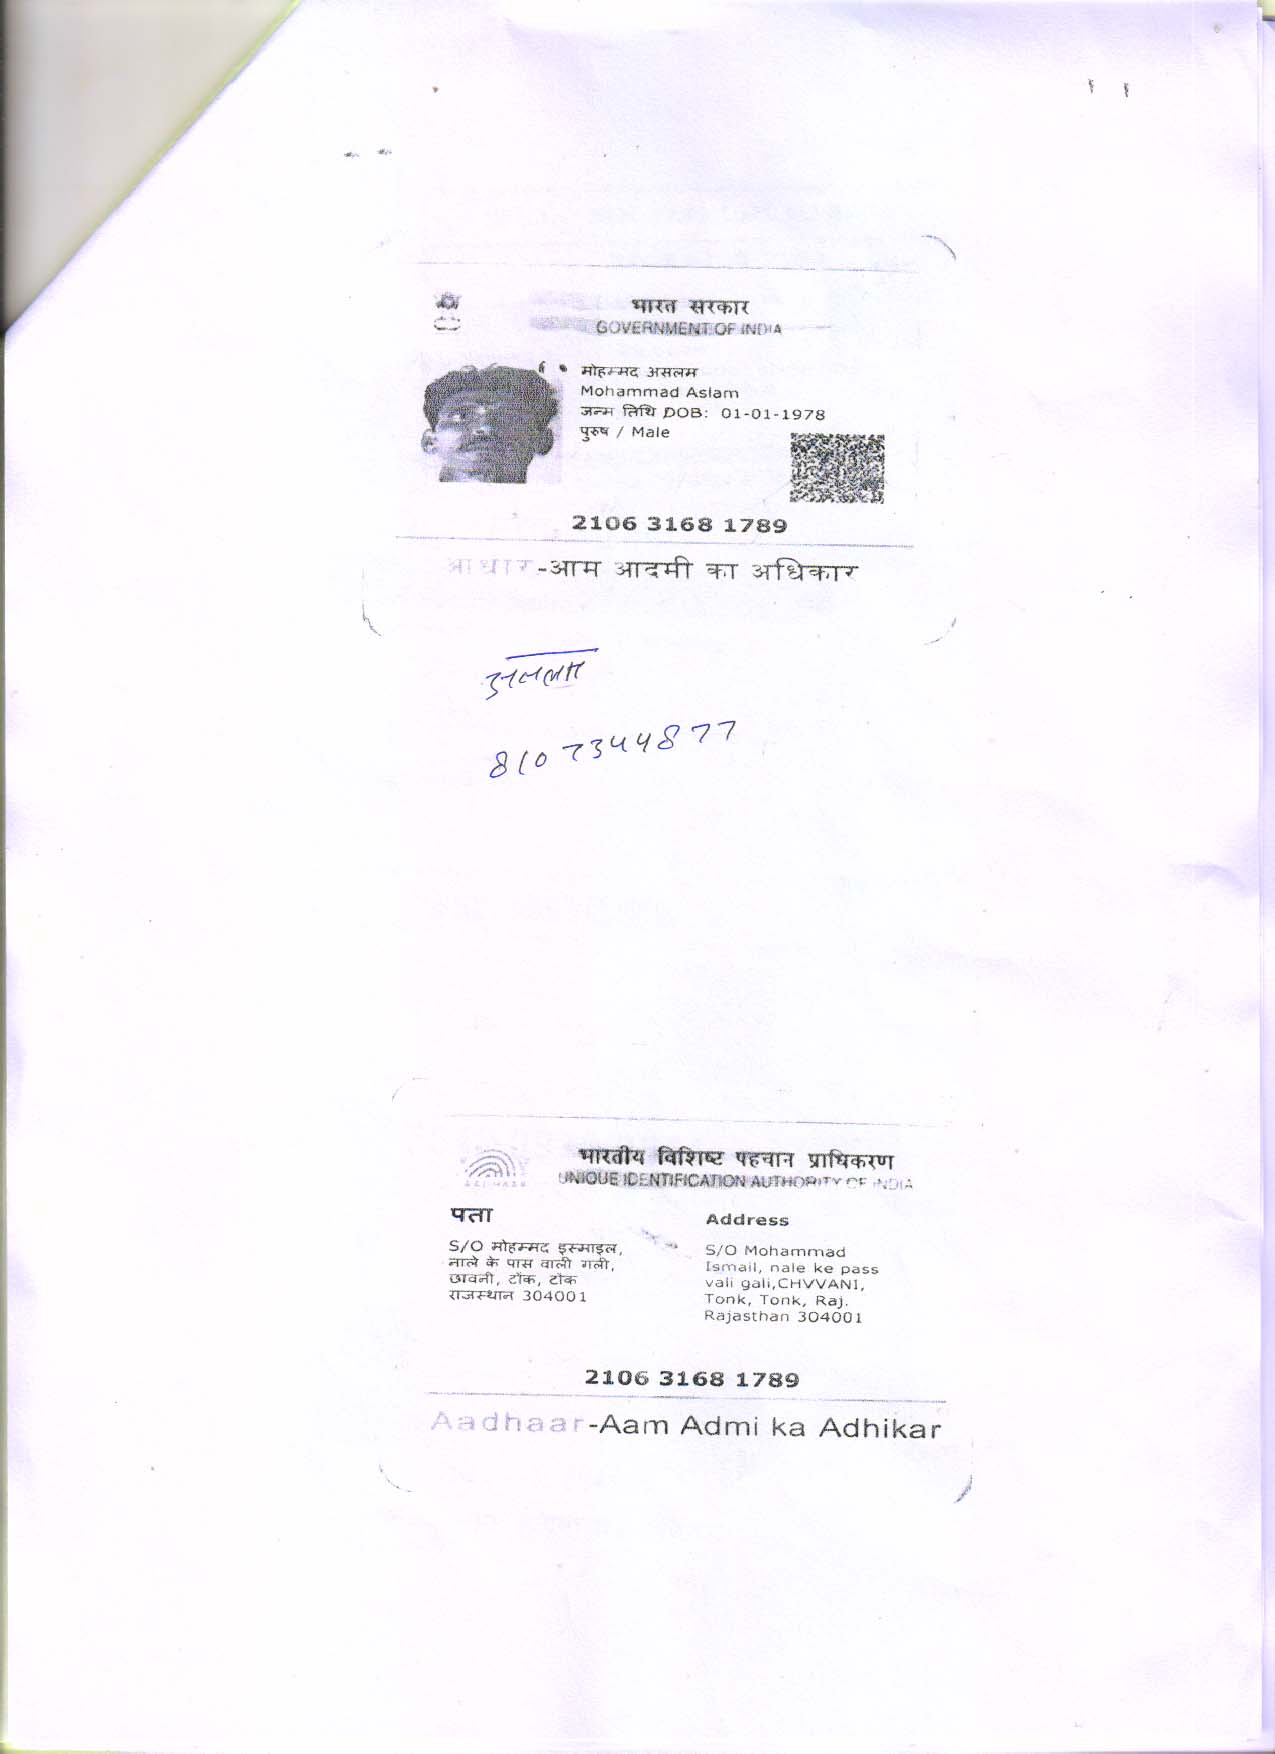 भारत सरकार
GOVERNMENT OF INDIA
मोहम्मद असलम
Mohammad Aslam
जन्म तिथि DOB: 01-01-1978
पुरुष / Male
2106 3168 1789
आधार-आम आदमी का अधिकार
8107344877
भारतीय विशिष्ट पहचान प्राधिकरण
UNIQUE IDENTIFICATION AUTHORITY OF INDIA
पता
S/O मोहम्मद इस्माइल,
नाले के पास वाली गली,
छावनी, टोंक, टोंक
राजस्थान 304001
Address
S/O Mohammad
Ismail, nale ke pass
vali gali,CHVVANI,
Tonk, Tonk, Raj.
Rajasthan 304001
2106 3168 1789
Aadhaar-Aam Admi ka Adhikar